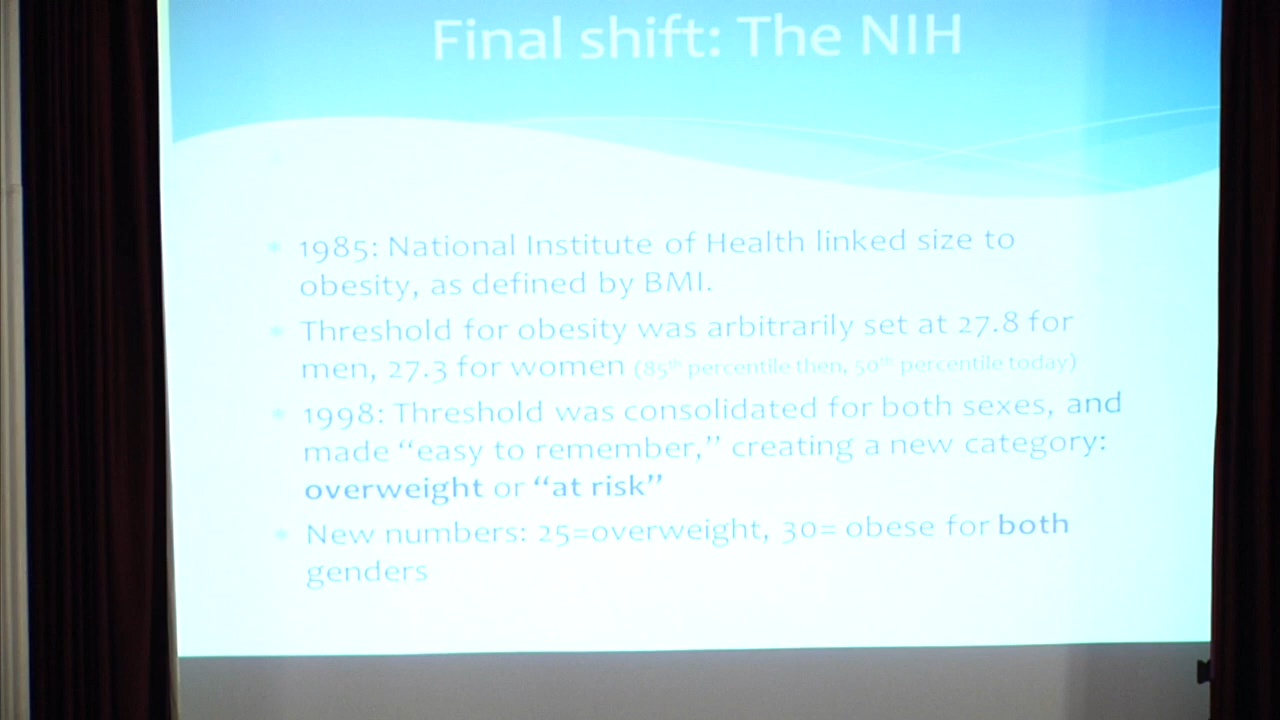 Final shift: The NIH
• 1985: National Institute of Health linked size to
obesity, as defined by BMI.
• Threshold for obesity was arbitrarily set at 27.8 for
men, 27.3 for women (85th percentile then, 50th percentile today)
• 1998: Threshold was consolidated for both sexes, and
made “easy to remember,” creating a new category:
overweight or “at risk”
• New numbers: 25=overweight, 30= obese for both
genders